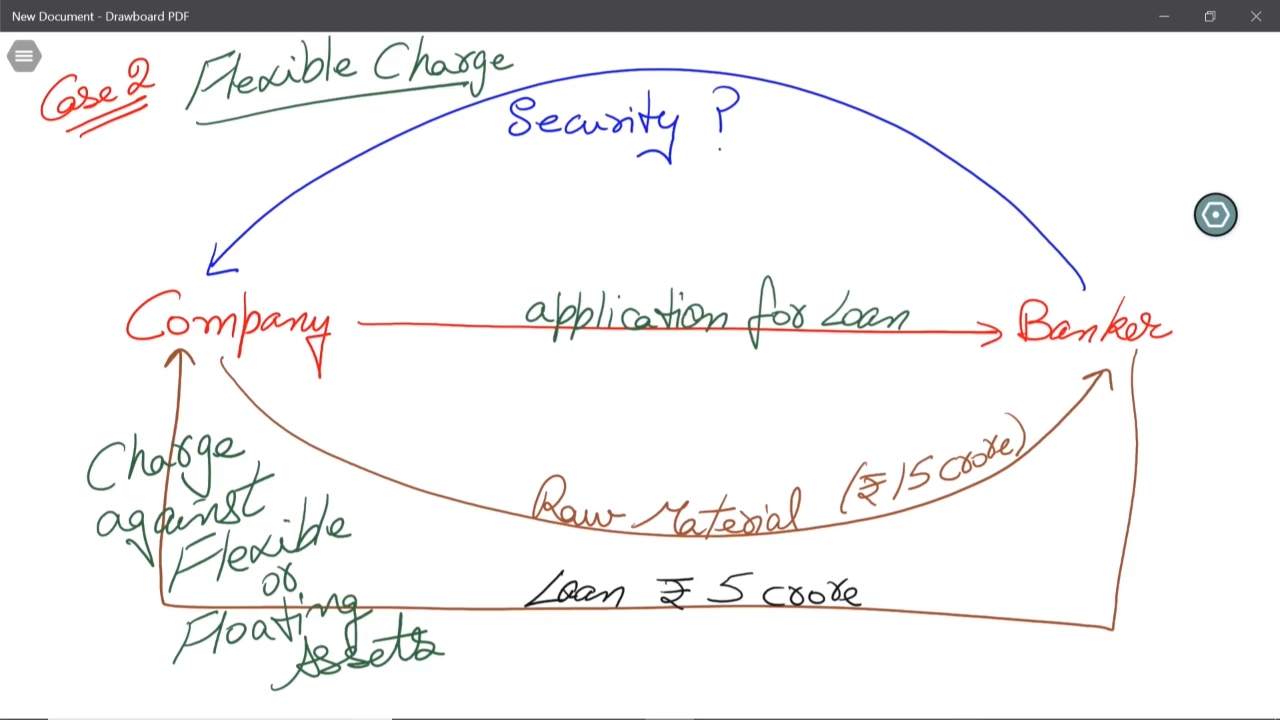 New Document - Drawboard PDF
Case 2 Flexible Charge
Security ?
Company application for Loan Banker
Charge
against
Flexible
or
Floating
Assets
Raw Material (₹ 15 crore)
Loan ₹ 5 crore